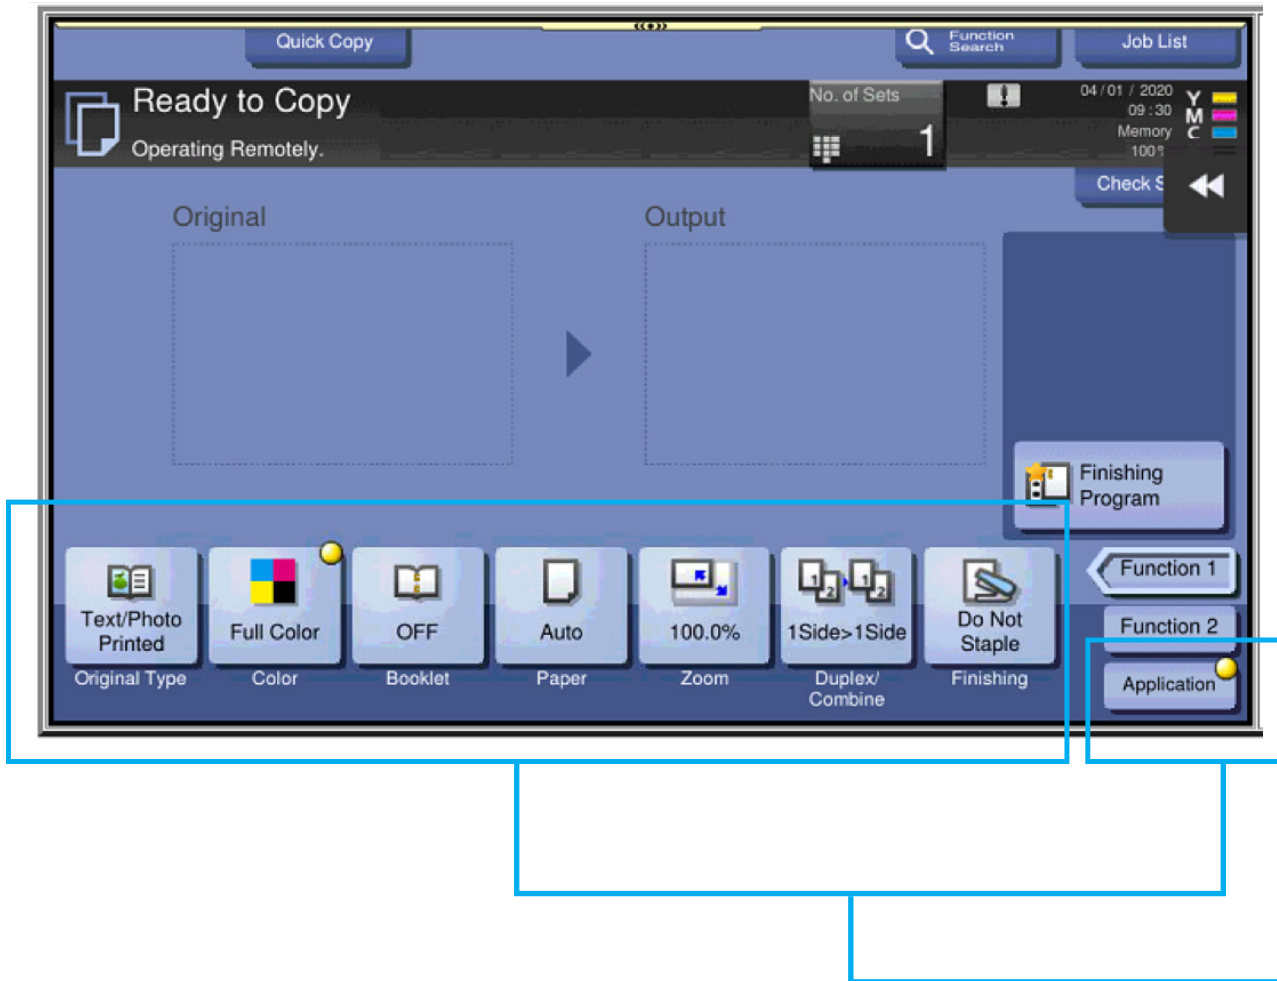 Quick Copy
Function
Search
Job List
Ready to Copy
Operating Remotely.
No. of Sets
1
04/01 / 2020
09:30
Memory
100%
Y
M
C
Check
Original
Output
Finishing
Program
Text/Photo
Printed
Full Color
OFF
Auto
100.0%
1Side>1Side
Do Not
Staple
Original Type
Color
Booklet
Paper
Zoom
Duplex/
Combine
Finishing
Function 1
Function 2
Application